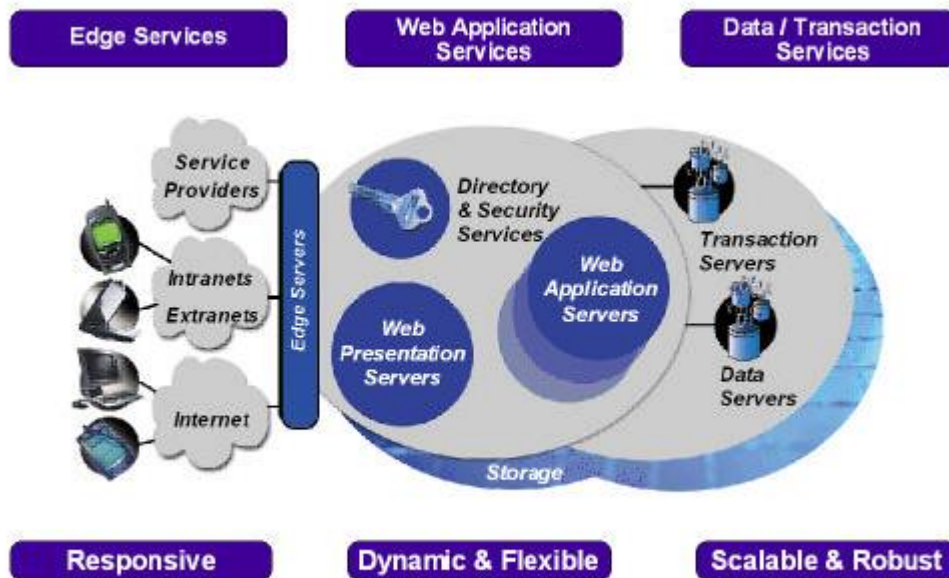 Edge Services
Web Application
Services
Data / Transaction
Services
Service
Providers
Intranets
Extranets
Internet
Edge Servers
Directory
& Security
Services
Web
Presentation
Servers
Web
Application
Servers
Transaction
Servers
Data
Servers
Storage
Responsive
Dynamic & Flexible
Scalable & Robust